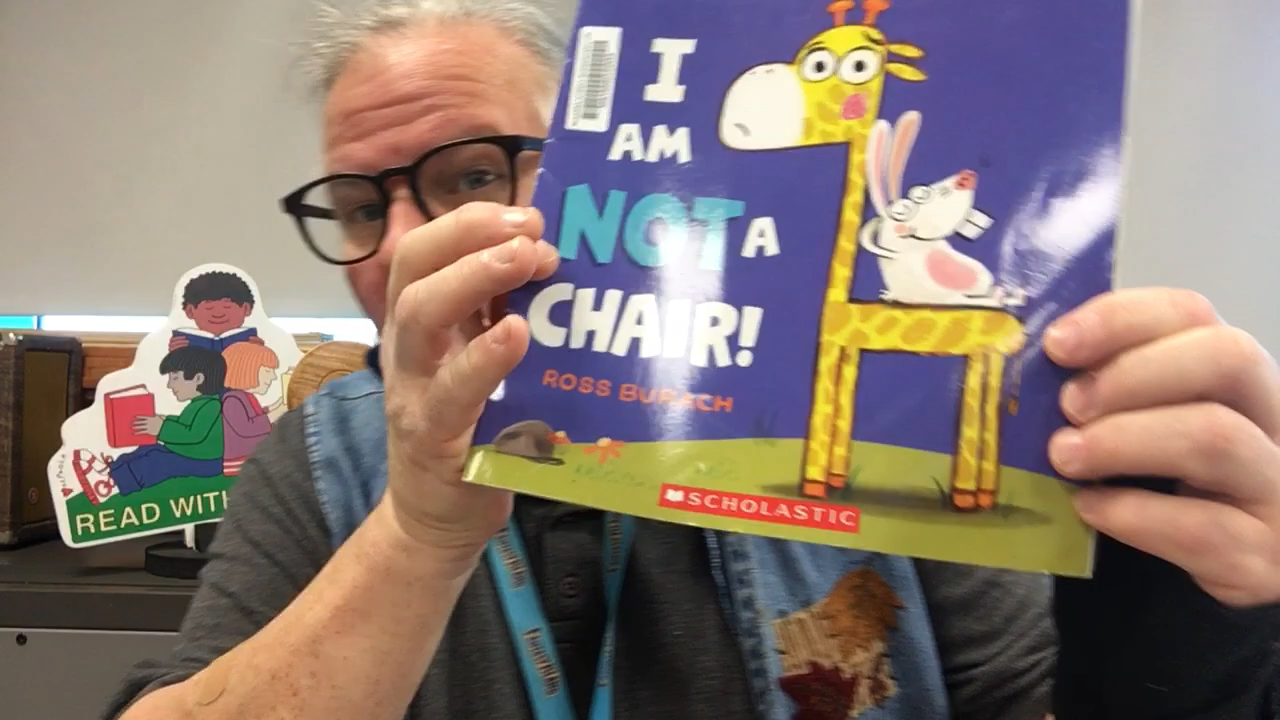 I
AM
NOT A
CHAIR!
ROSS BURACH
SCHOLASTIC
READ WITH